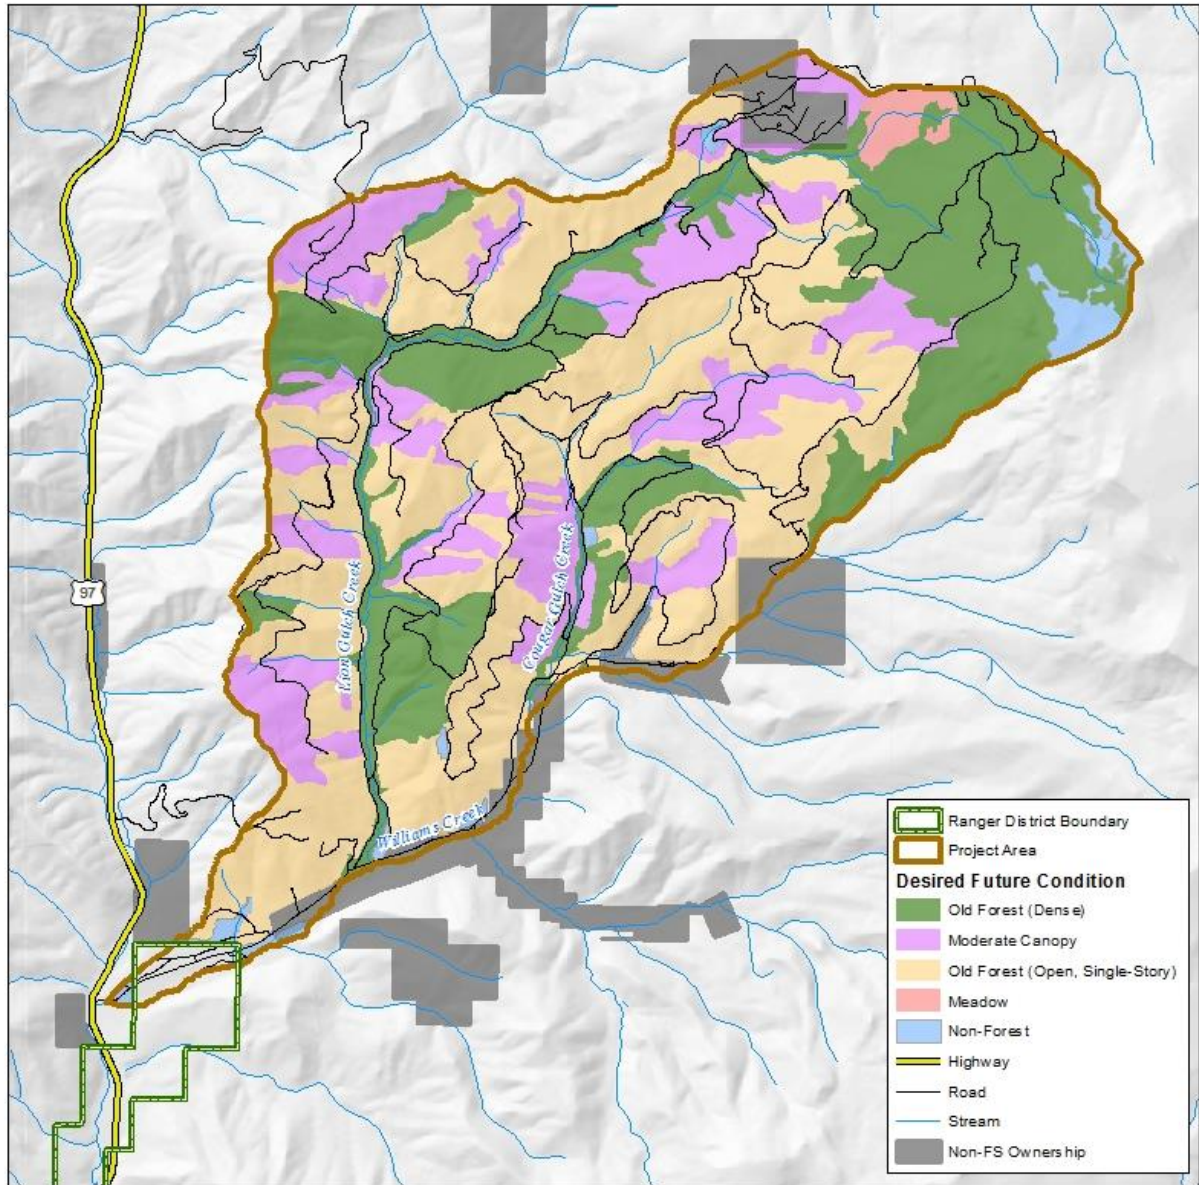 97
Lion Gulch Creek
Cougar Gulch Creek
Williams Creek
Ranger District Boundary
Project Area
Desired Future Condition
Old Forest (Dense)
Moderate Canopy
Old Forest (Open, Single-Story)
Meadow
Non-Forest
Highway
Road
Stream
Non-FS Ownership